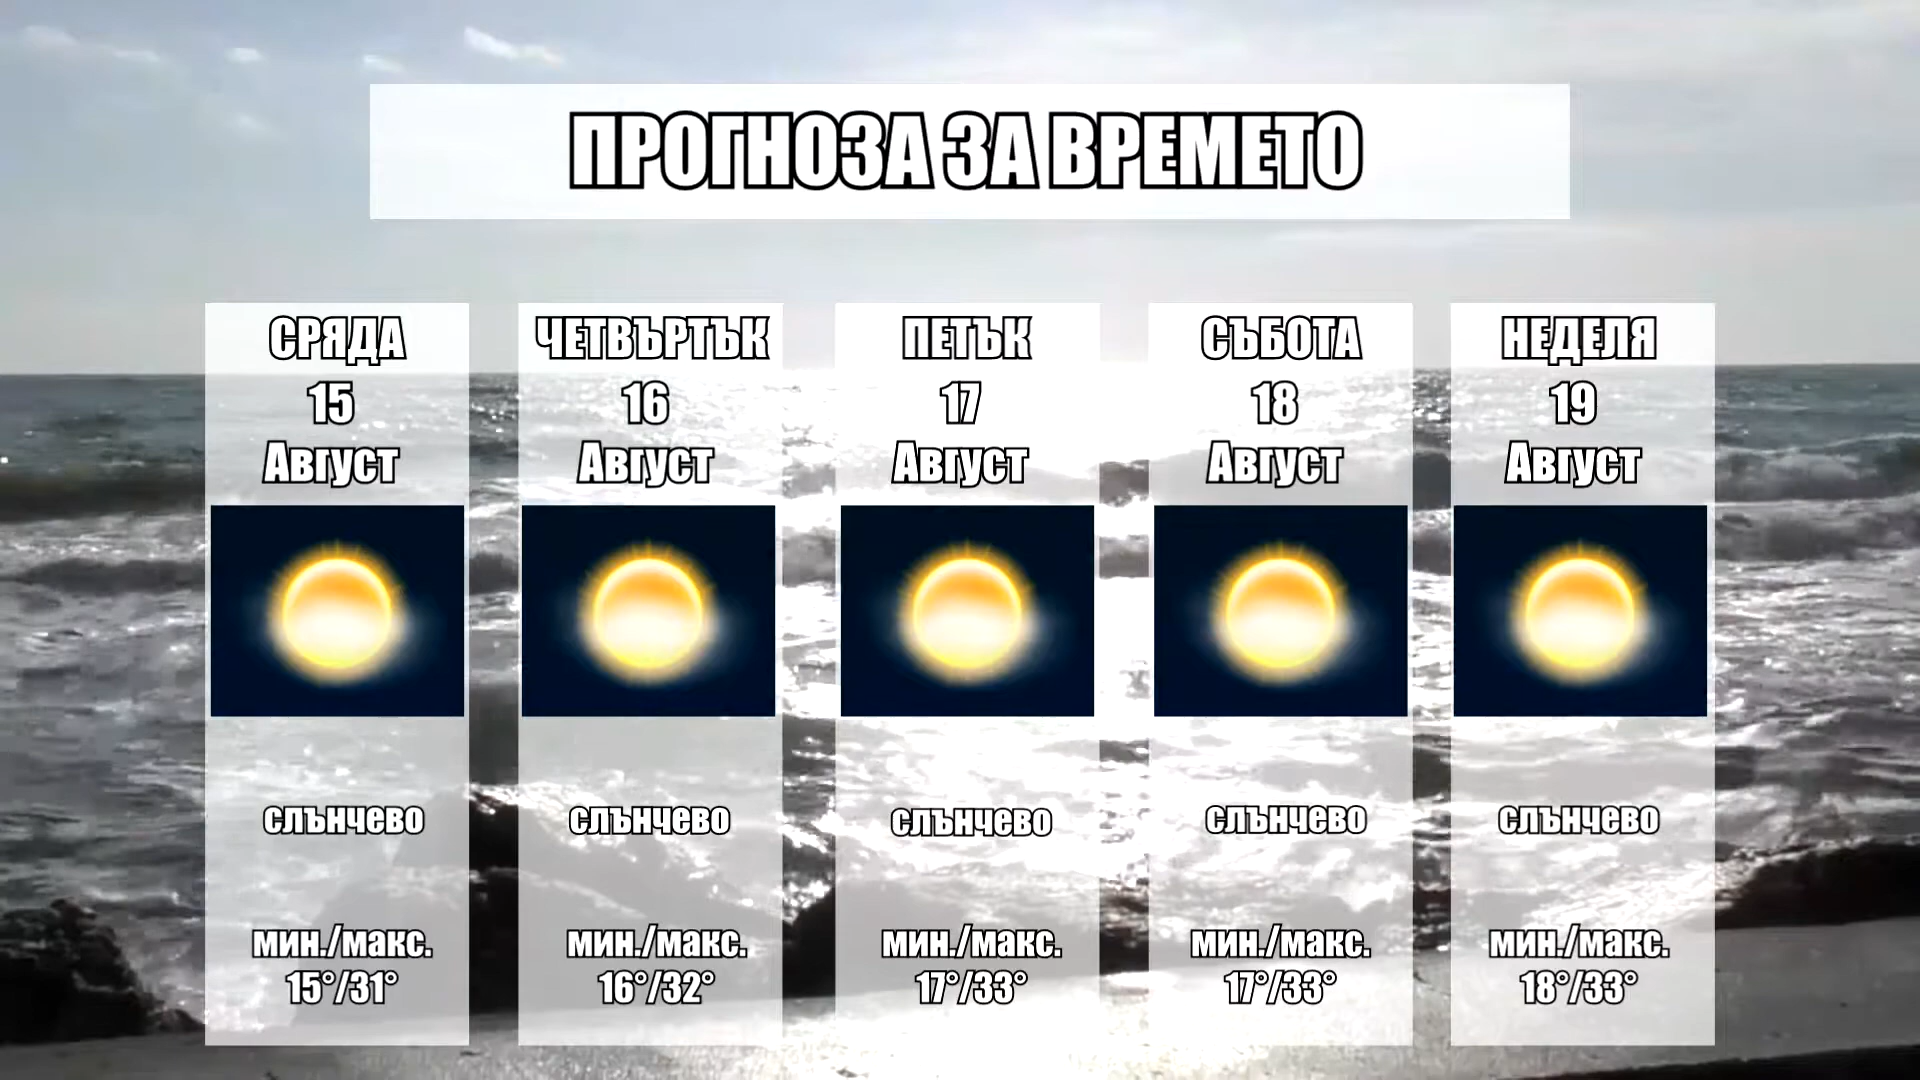 ПРОГНОЗА ЗА ВРЕМЕТО
СРЯДА
15
Август
слънчево
мин./макс.
15°/31°
ЧЕТВЪРТЪК
16
Август
слънчево
мин./макс.
16°/32°
ПЕТЪК
17
Август
слънчево
мин./макс.
17°/33°
СЪБОТА
18
Август
слънчево
мин./макс.
17°/33°
НЕДЕЛЯ
19
Август
слънчево
мин./макс.
18°/33°